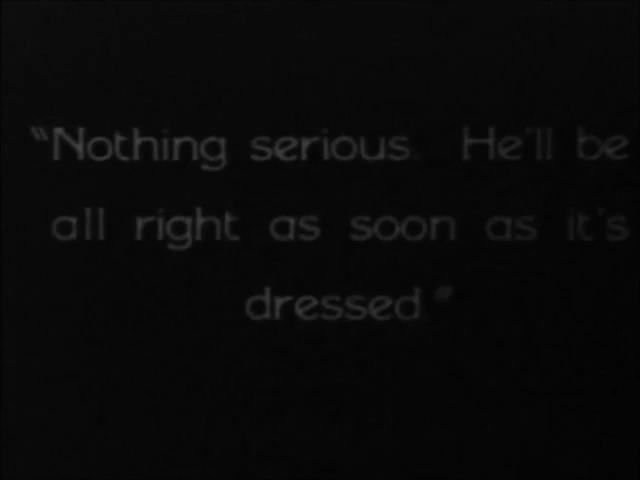 "Nothing serious. He'll be
all right as soon as it's
dressed."